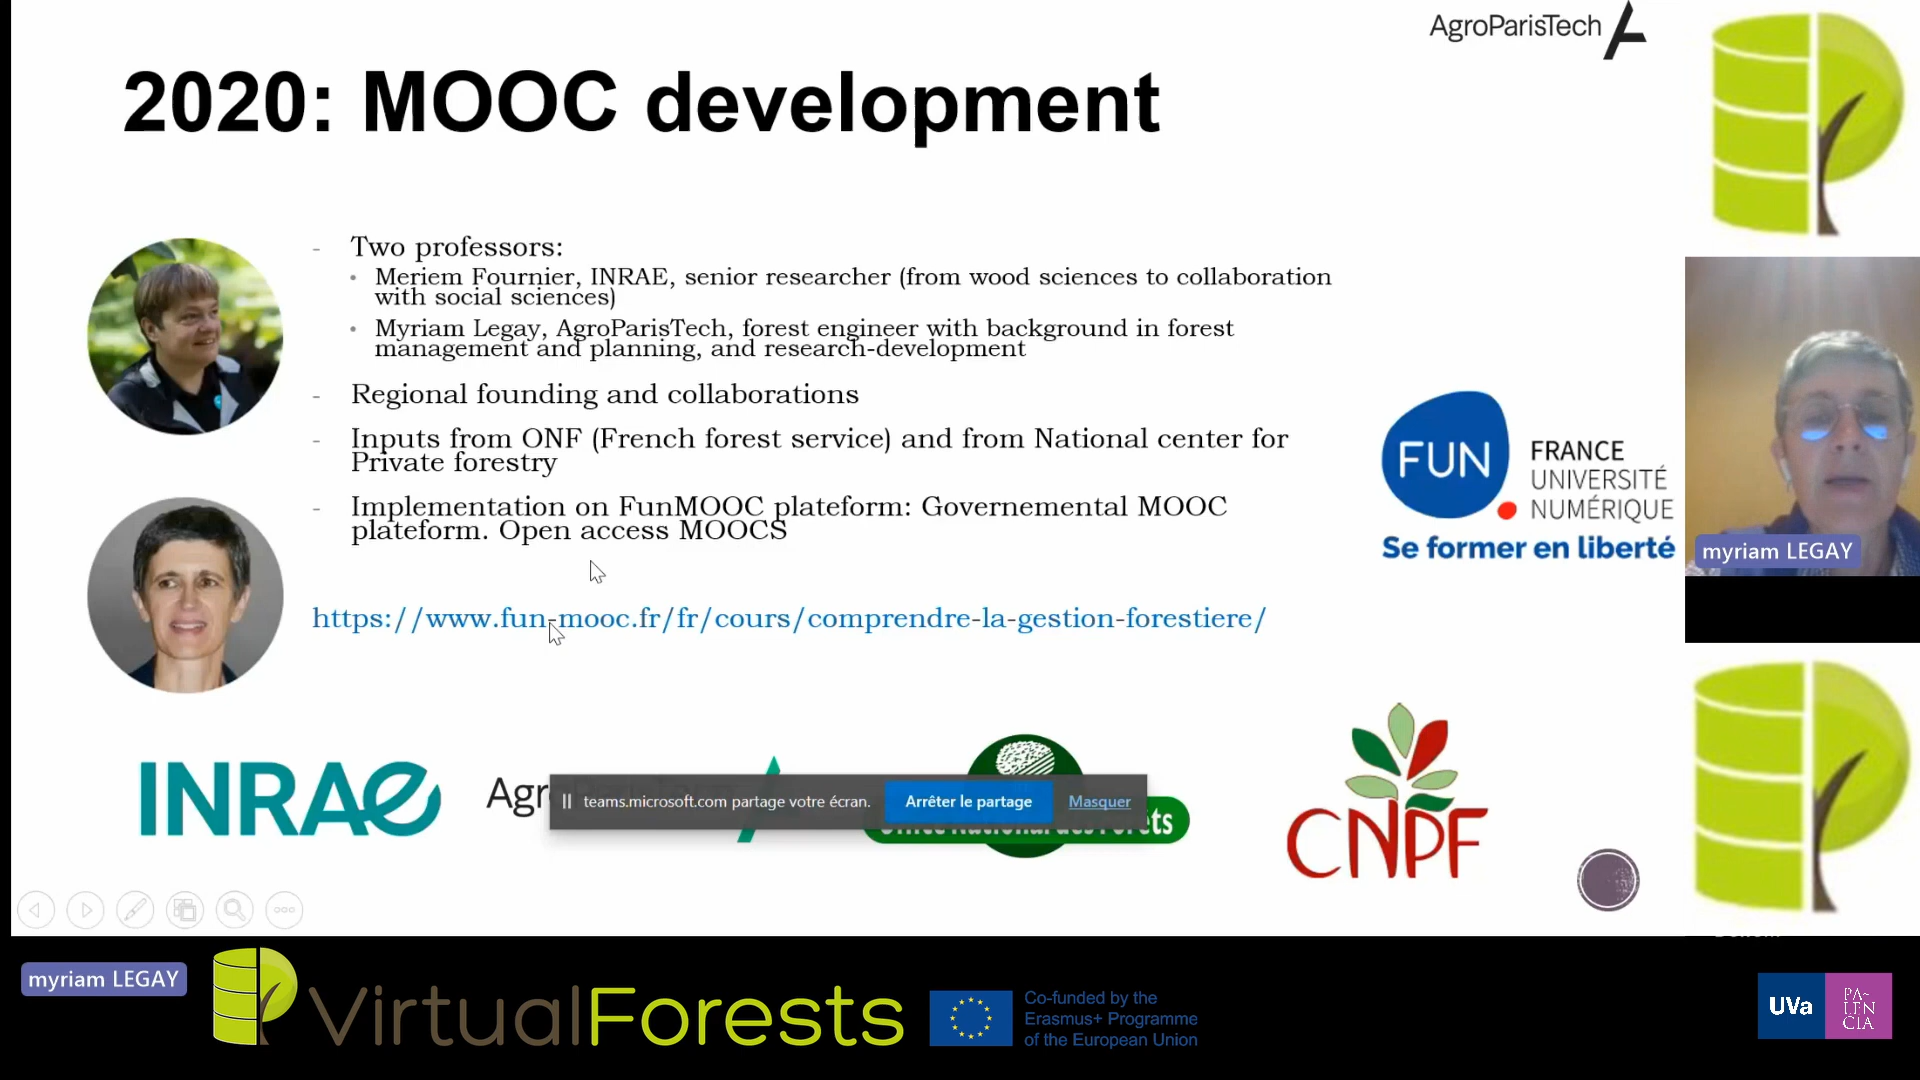 AgroParisTech
2020: MOOC development
- Two professors:
• Meriem Fournier, INRAE, senior researcher (from wood sciences to collaboration
with social sciences)
• Myriam Legay, AgroParisTech, forest engineer with background in forest
management and planning, and research-development
- Regional founding and collaborations
- Inputs from ONF (French forest service) and from National center for
Private forestry
- Implementation on FunMOOC plateform: Governemental MOOC
plateform. Open access MOOCS
https://www.fun-mooc.fr/fr/cours/comprendre-la-gestion-forestiere/
FUN
FRANCE
UNIVERSITÉ
NUMÉRIQUE
Se former en liberté
myriam LEGAY
INRAE
Agr
teams.microsoft.com partage votre écran.
Arrêter le partage
Masquer
CNPF
myriam LEGAY
VirtualForests
Co-funded by the
Erasmus+ Programme
of the European Union
UVa
PA-
LEN
CIA